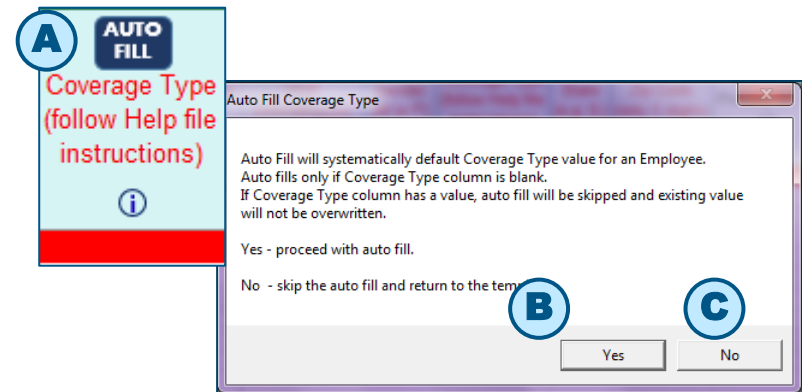 A
AUTO
FILL
Coverage Type
(follow Help file
instructions)
i
Auto Fill Coverage Type
x
Auto Fill will systematically default Coverage Type value for an Employee.
Auto fills only if Coverage Type column is blank.
If Coverage Type column has a value, auto fill will be skipped and existing value
will not be overwritten.
Yes - proceed with auto fill.
No  - skip the auto fill and return to the
B
C
Yes
No